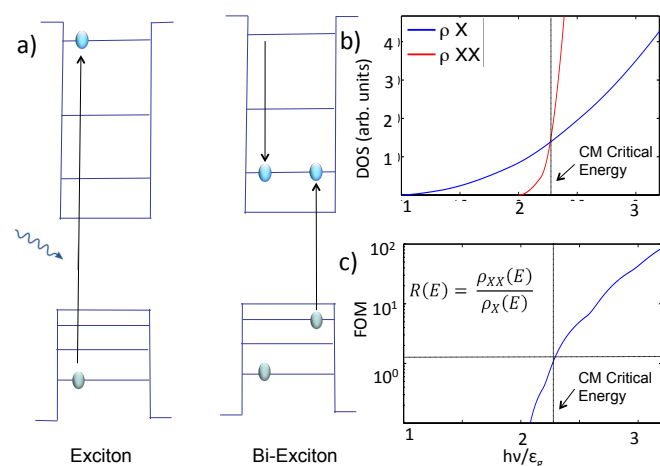 a)
Exciton
Bi-Exciton
b)
ρ X
ρ XX
DOS (arb. units)
4
3
2
1
CM Critical
Energy
1
2
3
c)
FOM
10²
10¹
10⁰
R(E) = ρXX(E) / ρX(E)
CM Critical
Energy
1
2
3
hν/εg